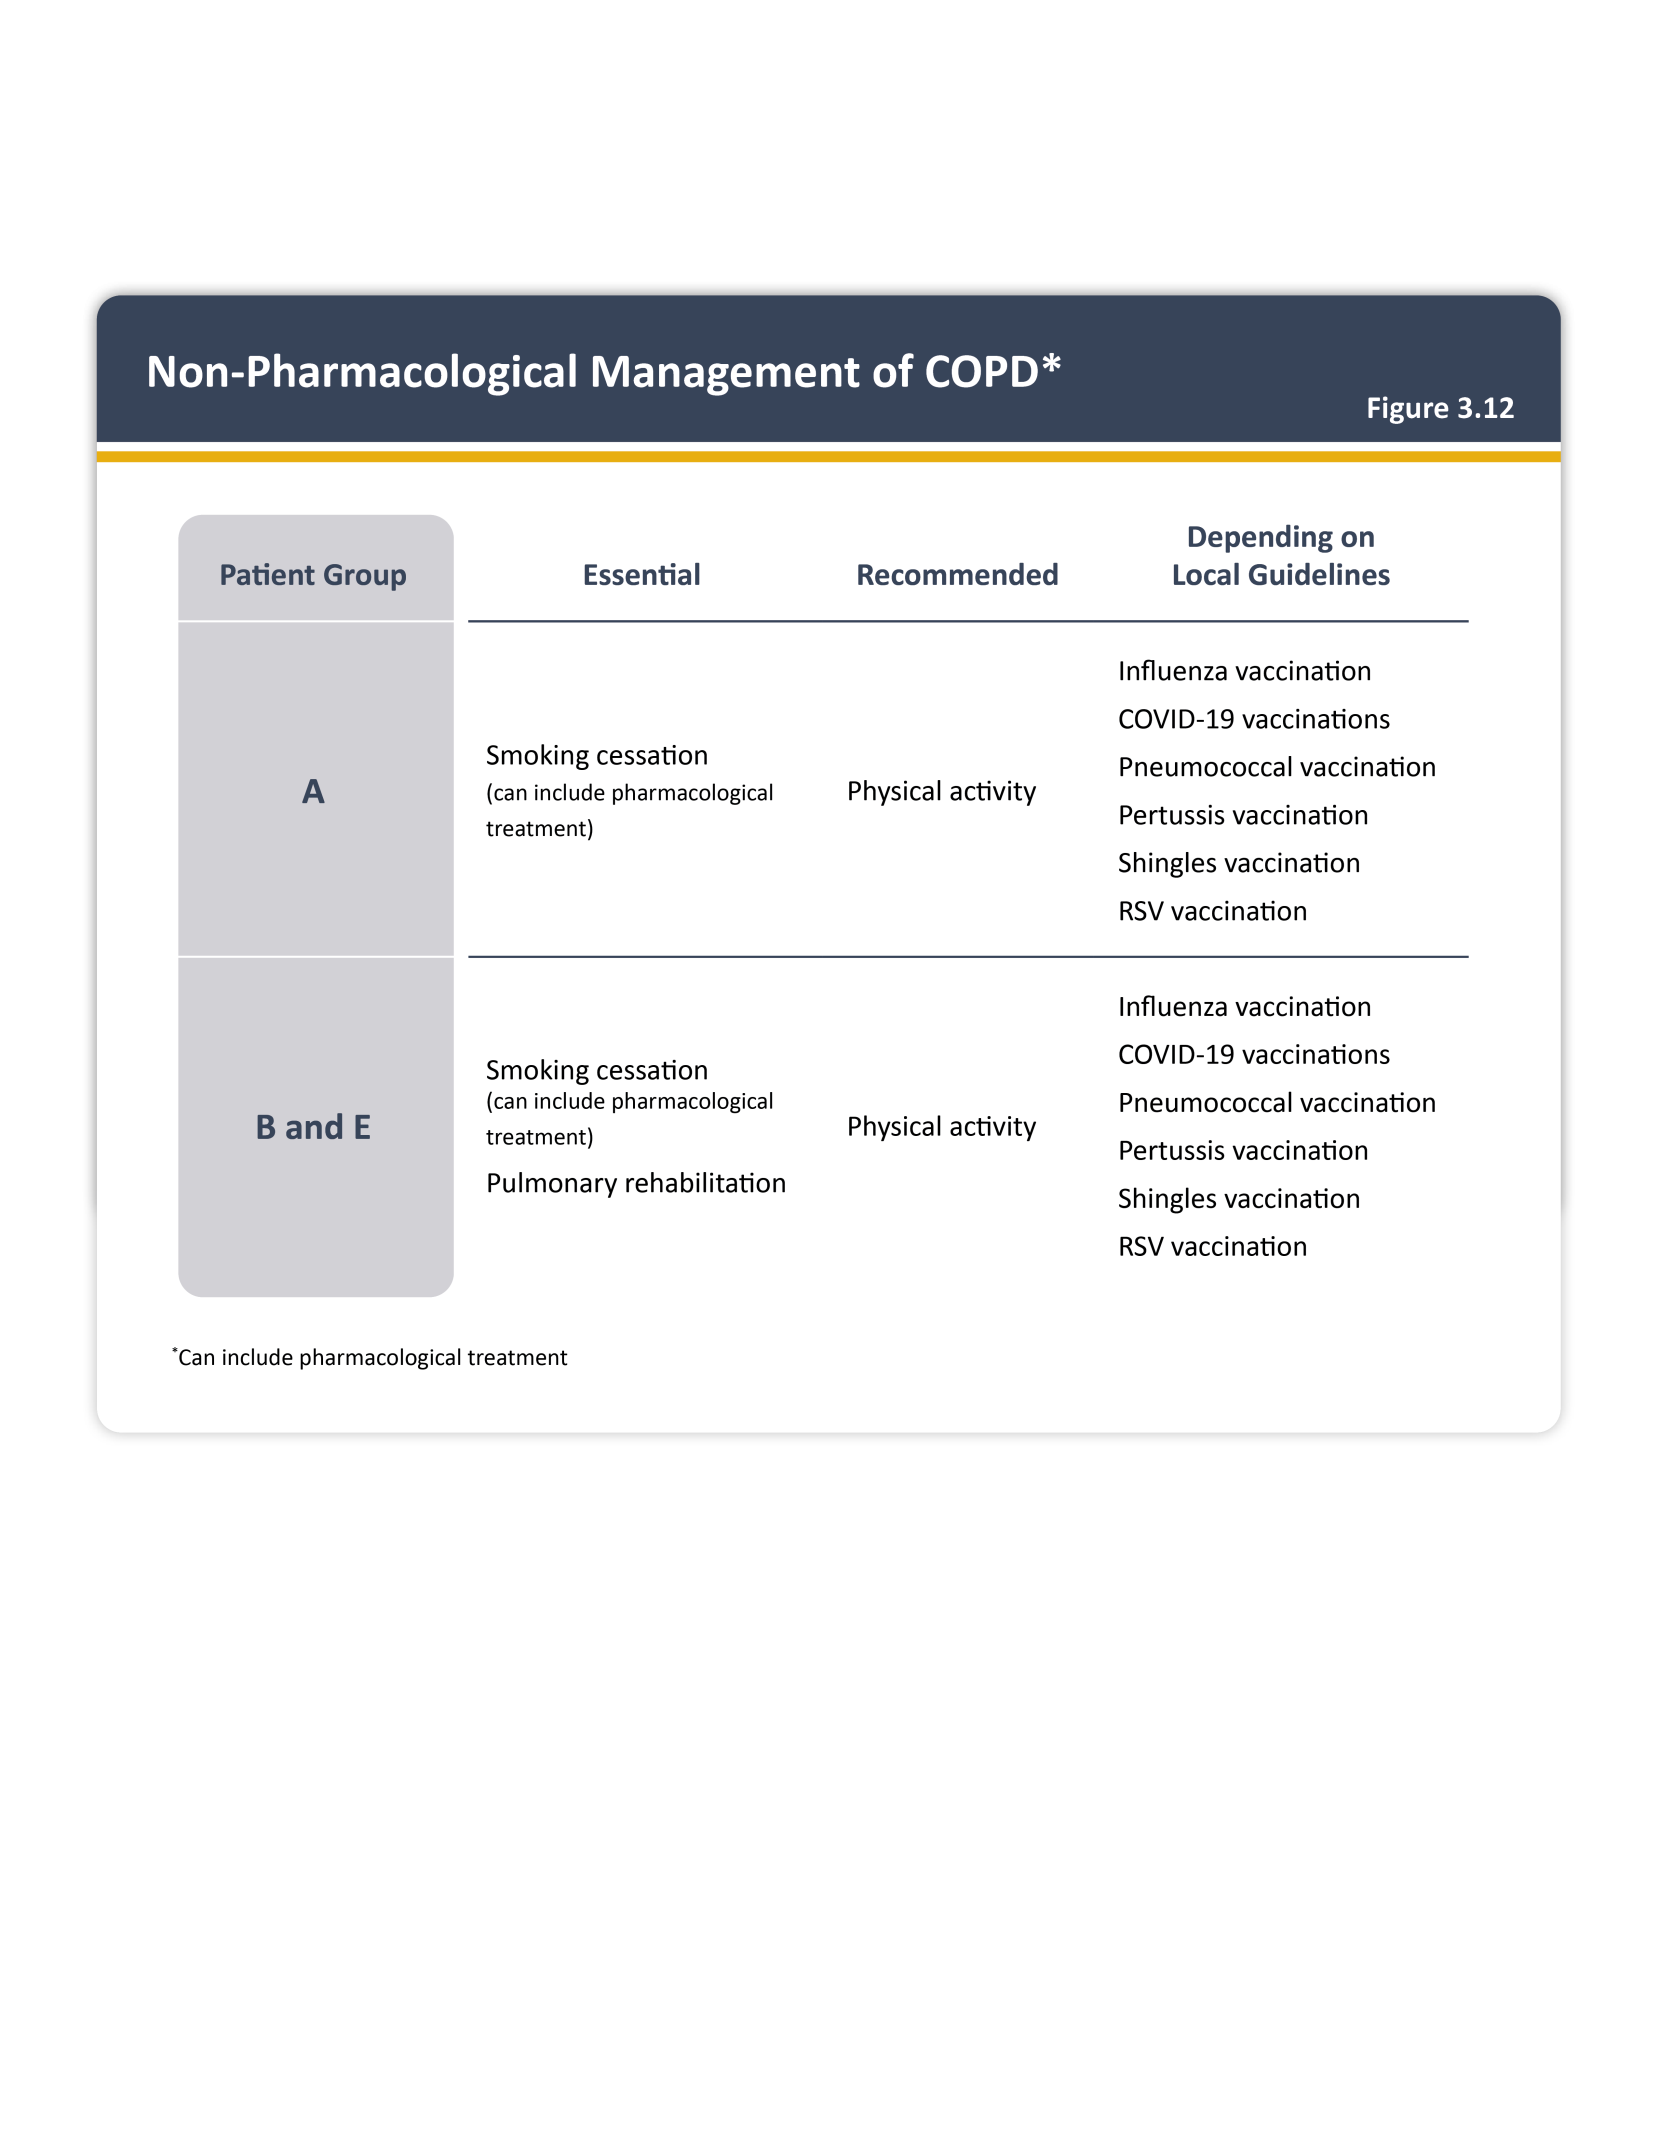 Non-Pharmacological Management of COPD*
Figure 3.12
Patient Group
Essential
Recommended
Depending on
Local Guidelines
A
Smoking cessation
(can include pharmacological
treatment)
Physical activity
Influenza vaccination
COVID-19 vaccinations
Pneumococcal vaccination
Pertussis vaccination
Shingles vaccination
RSV vaccination
B and E
Smoking cessation
(can include pharmacological
treatment)
Pulmonary rehabilitation
Physical activity
Influenza vaccination
COVID-19 vaccinations
Pneumococcal vaccination
Pertussis vaccination
Shingles vaccination
RSV vaccination
*Can include pharmacological treatment